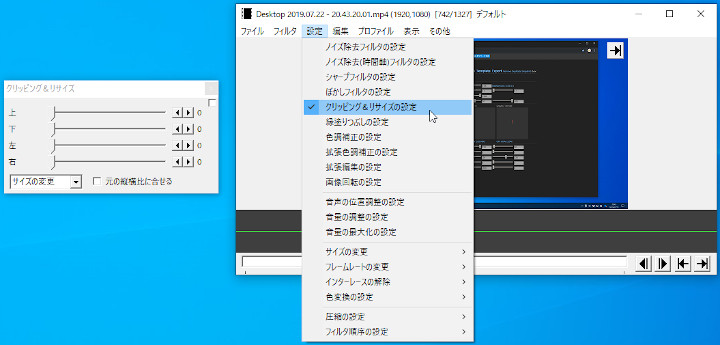 Desktop 2019.07.22 - 20.43.20.01.mp4 (1920,1080) [742/1327] デフォルト
ファイル フィルタ 設定 編集 プロファイル 表示 その他
ノイズ除去フィルタの設定
ノイズ除去(時間軸)フィルタの設定
シャープフィルタの設定
ぼかしフィルタの設定
クリッピング&リサイズの設定
縁塗りつぶしの設定
色調補正の設定
拡張色調補正の設定
拡張編集の設定
画像回転の設定
音声の位置調整の設定
音量の調整の設定
音量の最大化の設定
サイズの変更
フレームレートの変更
インターレースの解除
色変換の設定
圧縮の設定
フィルタ順序の設定
クリッピング&リサイズ
上 0
下 0
左 0
右 0
サイズの変更 元の縦横比に合せる